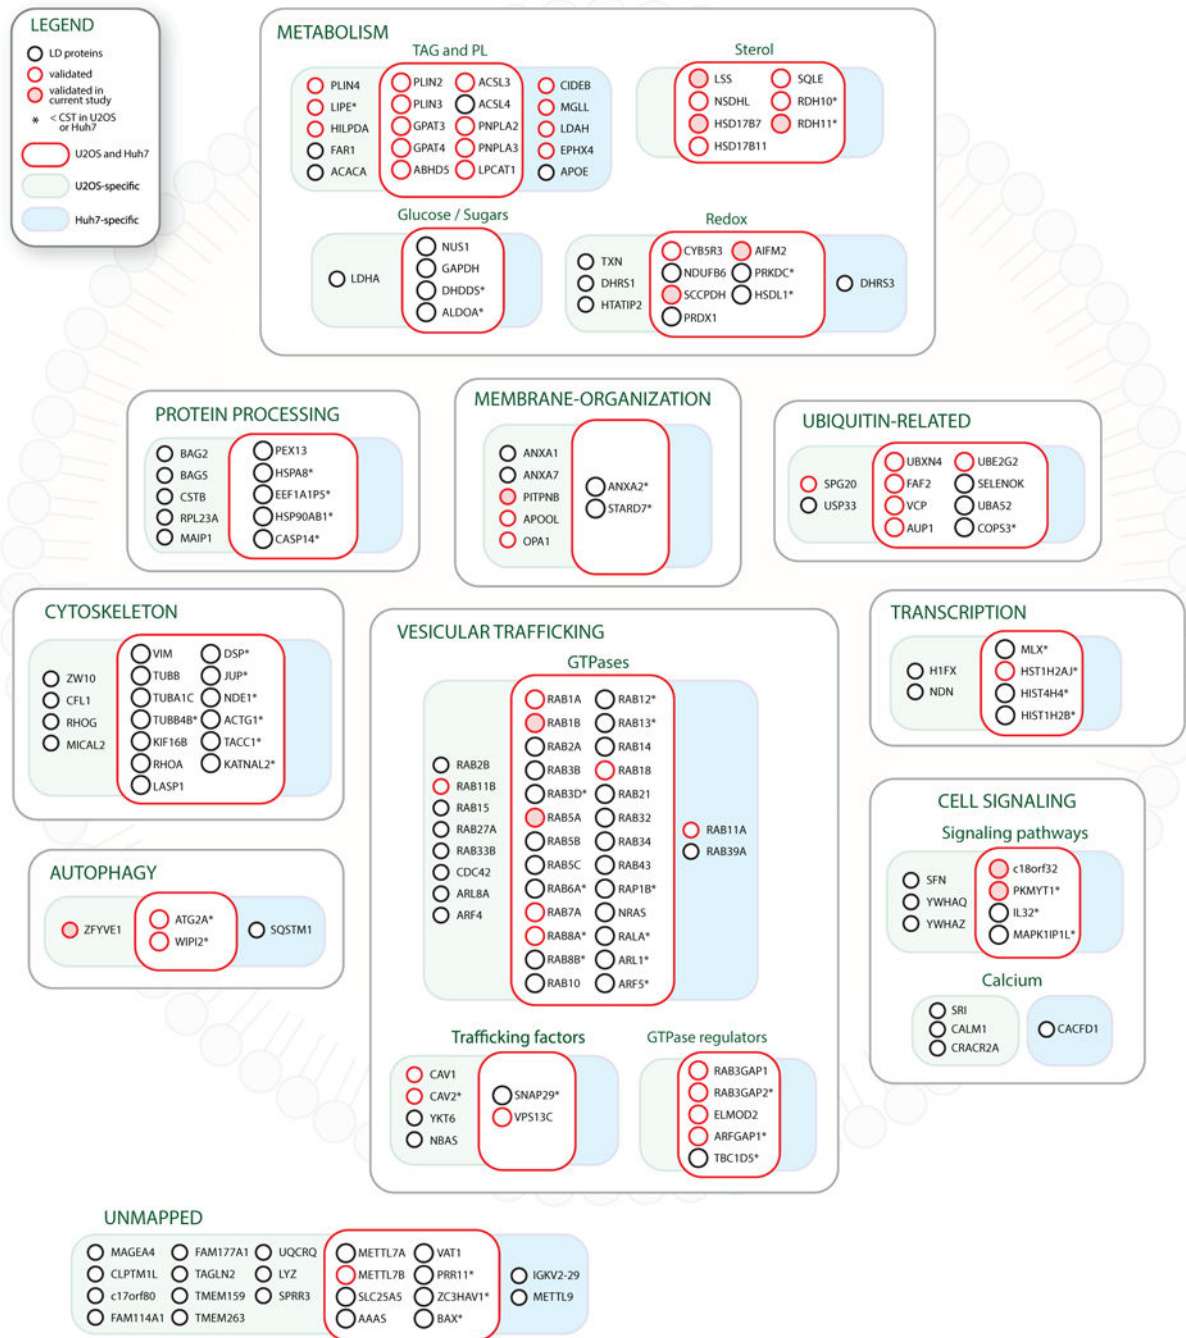 LEGEND
LD proteins
validated
validated in
current study
* < CST in U2OS
or Huh7
U2OS and Huh7
U2OS-specific
Huh7-specific
METABOLISM
TAG and PL
PLIN4
LIPE*
HILPDA
FAR1
ACACA
PLIN2
PLIN3
GPAT3
GPAT4
ABHD5
ACSL3
ACSL4
PNPLA2
PNPLA3
LPCAT1
CIDEB
MGLL
LDAH
EPHX4
APOE
Sterol
LSS
NSDHL
HSD17B7
HSD17B11
SQLE
RDH10*
RDH11*
Glucose / Sugars
LDHA
NUS1
GAPDH
DHDDS*
ALDOA*
Redox
TXN
DHRS1
HTATIP2
CYB5R3
NDUFB6
SCCPDH
PRDX1
AIFM2
PRKDC*
HSDL1*
DHRS3
PROTEIN PROCESSING
BAG2
BAG5
CSTB
RPL23A
MAIP1
PEX13
HSPA8*
EEF1A1P5*
HSP90AB1*
CASP14*
MEMBRANE-ORGANIZATION
ANXA1
ANXA7
PITPNB
APOOL
OPA1
ANXA2*
STARD7*
UBIQUITIN-RELATED
SPG20
USP33
UBXN4
FAF2
VCP
AUP1
UBE2G2
SELENOK
UBA52
COPS3*
CYTOSKELETON
ZW10
CFL1
RHOG
MICAL2
VIM
TUBB
TUBA1C
TUBB4B*
KIF16B
RHOA
LASP1
DSP*
JUP*
NDE1*
ACTG1*
TACC1*
KATNAL2*
VESICULAR TRAFFICKING
GTPases
RAB2B
RAB11B
RAB15
RAB27A
RAB33B
CDC42
ARL8A
ARF4
RAB1A
RAB1B
RAB2A
RAB3B
RAB3D*
RAB5A
RAB5B
RAB5C
RAB6A*
RAB7A
RAB8A*
RAB8B*
RAB10
RAB12*
RAB13*
RAB14
RAB18
RAB21
RAB32
RAB34
RAB43
RAP1B*
NRAS
RALA*
ARL1*
ARF5*
RAB11A
RAB39A
Trafficking factors
CAV1
CAV2*
YKT6
NBAS
SNAP29*
VPS13C
GTPase regulators
RAB3GAP1
RAB3GAP2*
ELMOD2
ARFGAP1*
TBC1D5*
TRANSCRIPTION
H1FX
NDN
MLX*
HST1H2AJ*
HIST4H4*
HIST1H2B*
AUTOPHAGY
ZFYVE1
ATG2A*
WIPI2*
SQSTM1
CELL SIGNALING
Signaling pathways
SFN
YWHAQ
YWHAZ
c18orf32
PKMYT1*
IL32*
MAPK1IP1L*
Calcium
SRI
CALM1
CRACR2A
CACFD1
UNMAPPED
MAGEA4
CLPTM1L
c17orf80
FAM114A1
FAM177A1
TAGLN2
TMEM159
TMEM263
UQCRQ
LYZ
SPRR3
METTL7A
METTL7B
SLC25A5
AAAS
VAT1
PRR11*
ZC3HAV1*
BAX*
IGKV2-29
METTL9